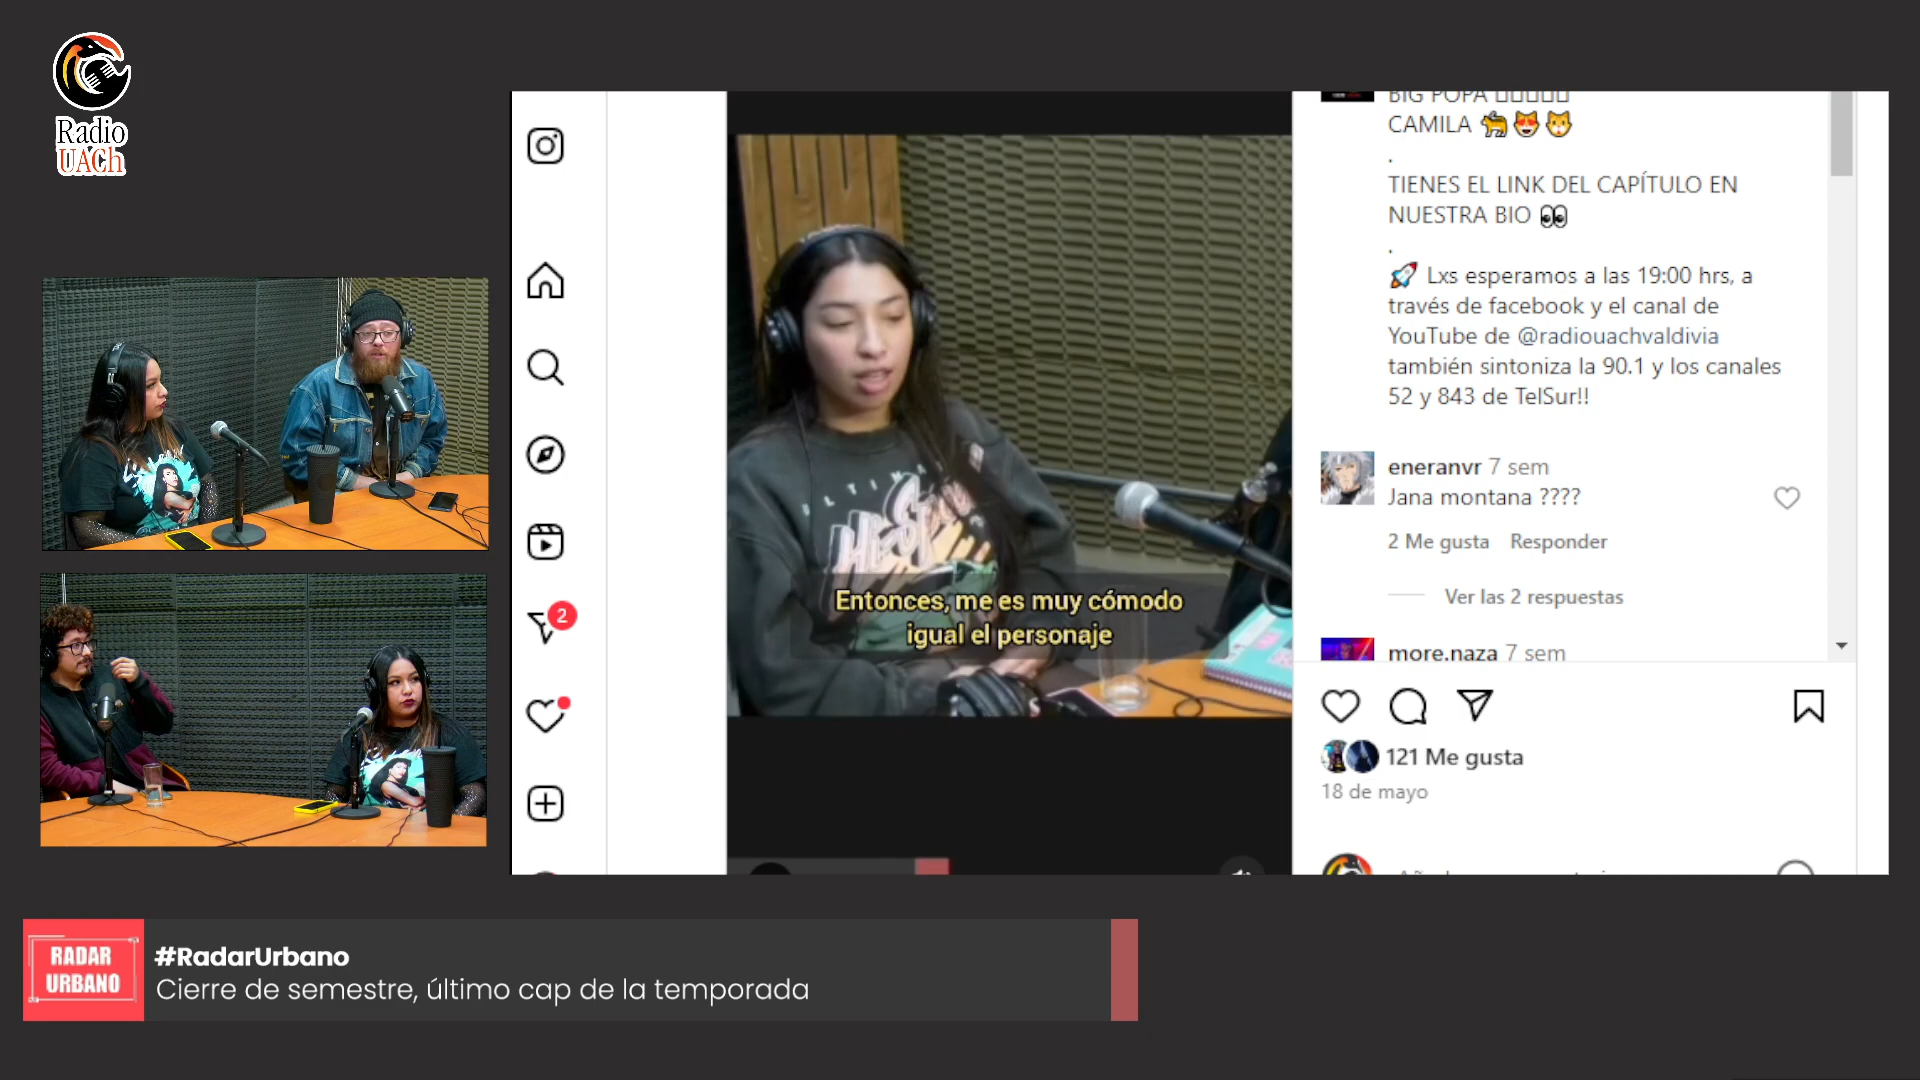 Radio
UACh
BIG POPA
CAMILA 🐈😻😽
.
TIENES EL LINK DEL CAPÍTULO EN
NUESTRA BIO 👀
.
🚀 Lxs esperamos a las 19:00 hrs, a
través de facebook y el canal de
YouTube de @radiouachvaldivia
también sintoniza la 90.1 y los canales
52 y 843 de TelSur!!
eneranvr 7 sem
Jana montana ????
2 Me gusta Responder
Ver las 2 respuestas
more.naza 7 sem
2
ULTIMA
Entonces, me es muy cómodo
igual el personaje
121 Me gusta
18 de mayo
RADAR
URBANO
#RadarUrbano
Cierre de semestre, último cap de la temporada